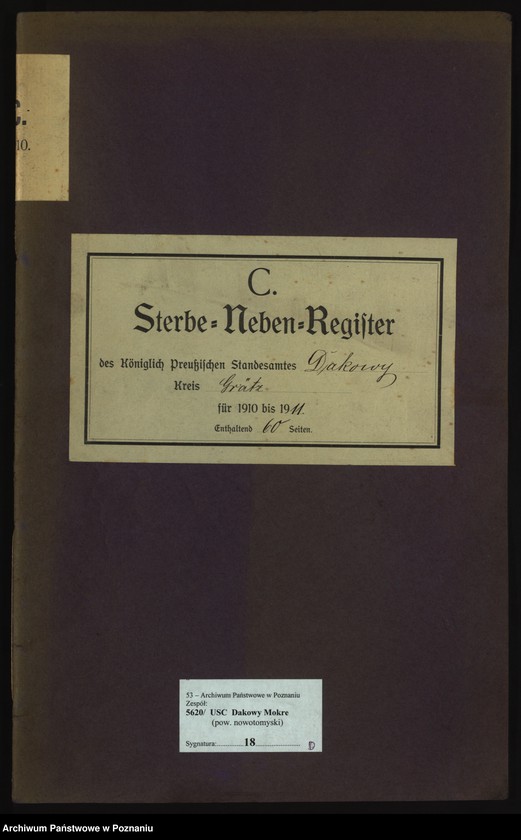 C.
10.
C.
Sterbe=Neben=Regiſter
des Königlich Preußiſchen Standesamtes Dakowy
Kreis Grätz.
für 1910 bis 1911.
Enthaltend 60 Seiten.
53 – Archiwum Państwowe w Poznaniu
Zespół:
5620/ USC Dakowy Mokre
(pow. nowotomyski)
Sygnatura: 18 D
Archiwum Państwowe w Poznaniu